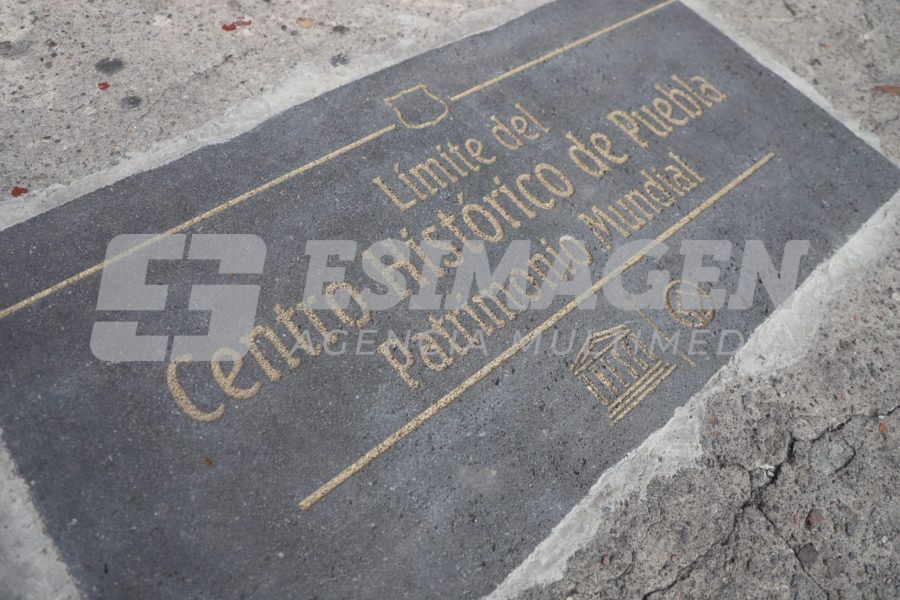 Límite del
Centro Histórico de Puebla
Patrimonio Mundial
ESIMAGEN
AGENCIA MULTIMEDIA